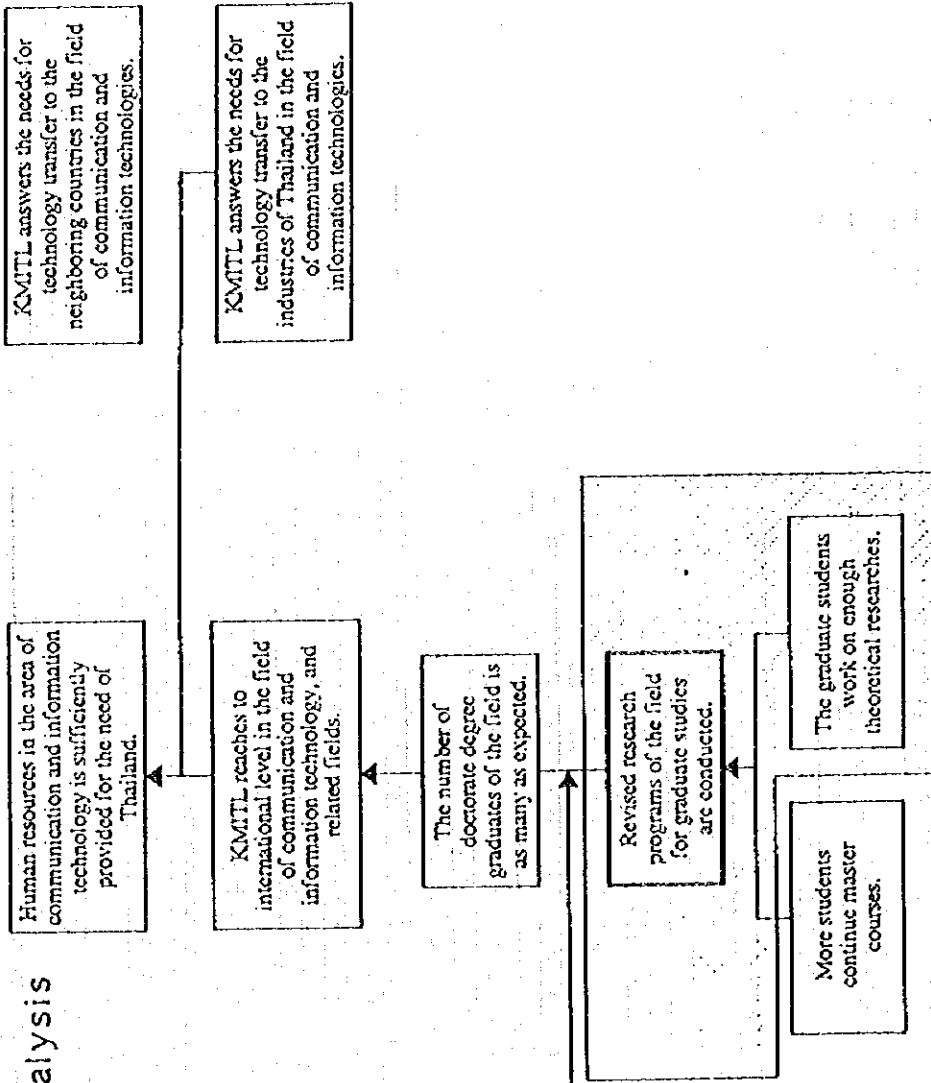 alysis
Human resources in the area of
communication and information
technology is sufficiently
provided for the need of
Thailand.
KMITL answers the needs for
technology transfer to the
neighboring countries in the field
of communication and
information technologies.
KMITL reaches to
international level in the field
of communication and
information technology, and
related fields.
KMITL answers the needs for
technology transfer to the
industries of Thailand in the field
of communication and
information technologies.
The number of
doctorate degree
graduates of the field is
as many as expected.
Revised research
programs of the field
for graduate studies
are conducted.
More students
continue master
courses.
The graduate students
work on enough
theoretical researches.